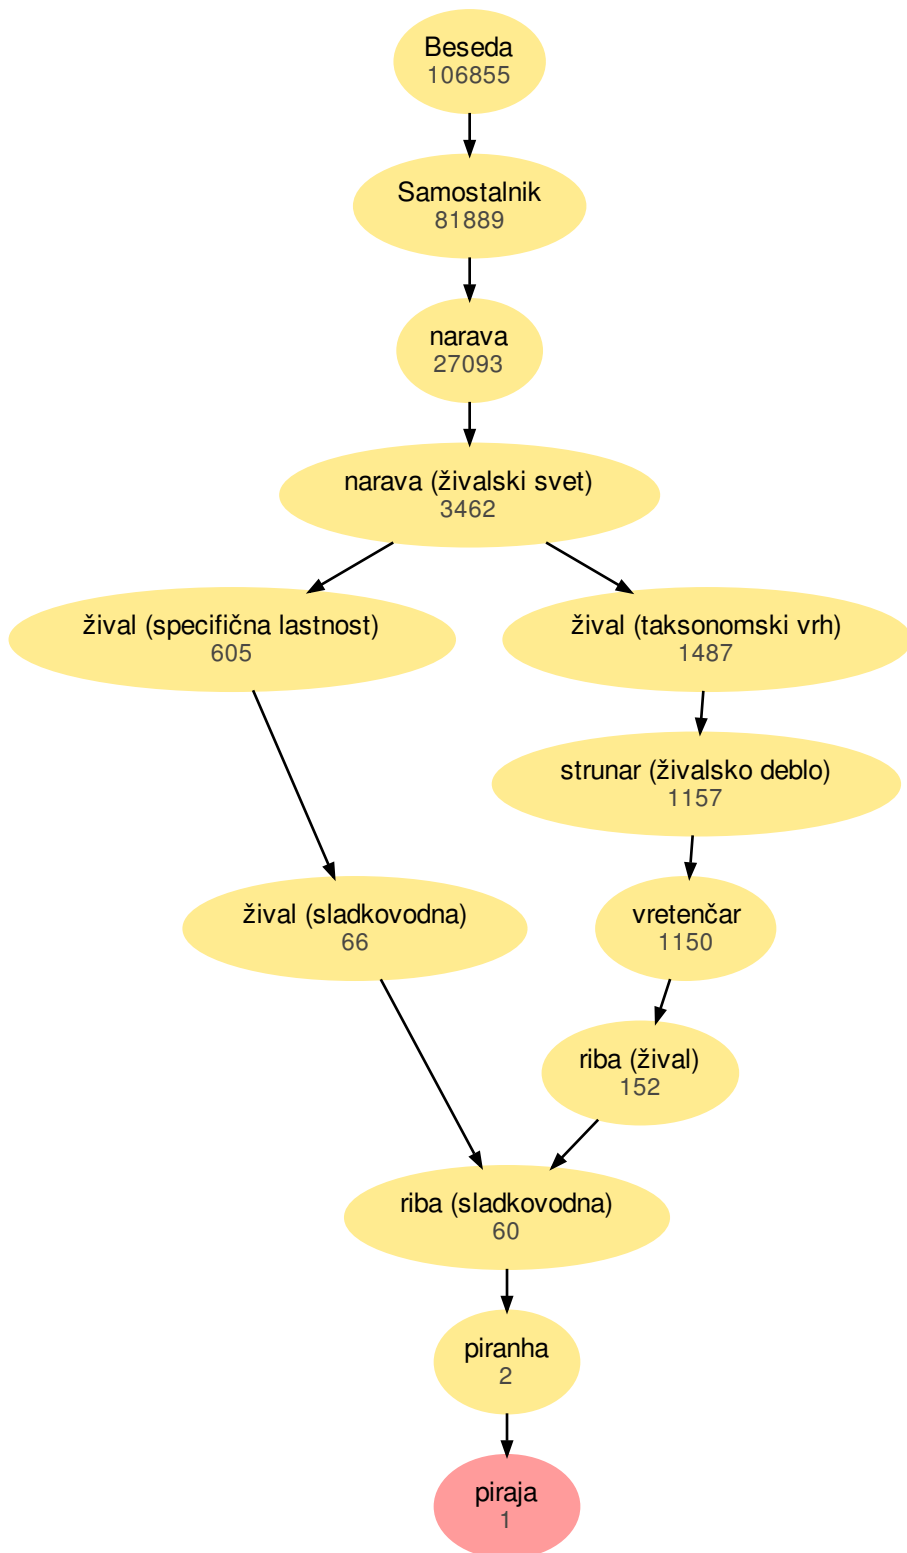 Beseda
106855
Samostalnik
81889
narava
27093
narava (živalski svet)
3462
žival (specifična lastnost)
605
žival (taksonomski vrh)
1487
strunar (živalsko deblo)
1157
žival (sladkovodna)
66
vretenčar
1150
riba (žival)
152
riba (sladkovodna)
60
piranha
2
piraja
1